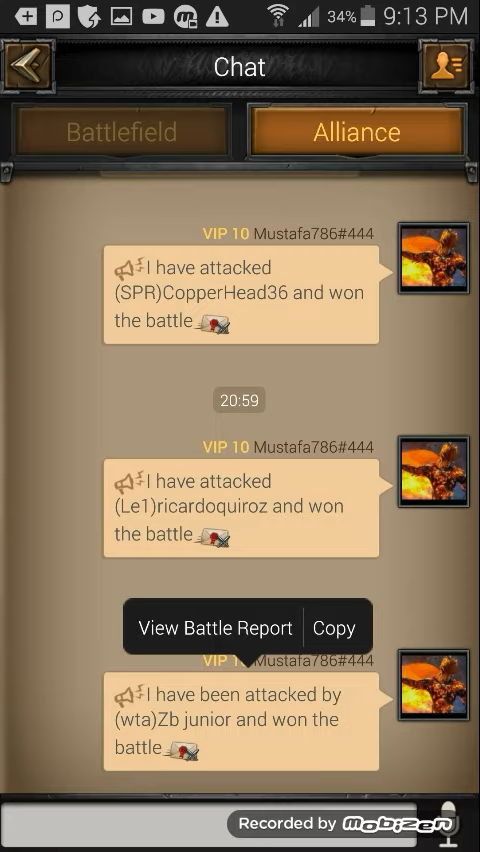 34% 9:13 PM
Chat
Battlefield Alliance
VIP 10 Mustafa786#444
I have attacked
(SPR)CopperHead36 and won
the battle
20:59
VIP 10 Mustafa786#444
I have attacked
(Le1)ricardoquiroz and won
the battle
View Battle Report Copy
VIP 10 Mustafa786#444
I have been attacked by
(wta)Zb junior and won the
battle
Recorded by Mobizen